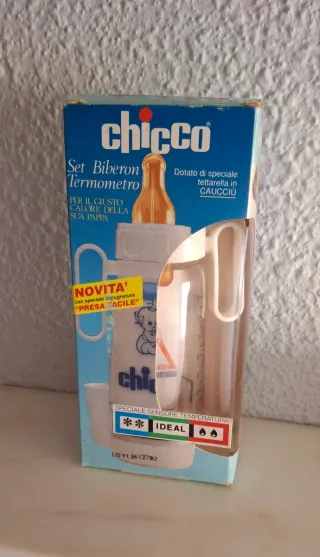 chicco
Set Biberon
Termometro
PER IL GIUSTO
CALORE DELLA
SUA PAPPA
Dotato di speciale
tettarella in
CAUCCIÙ
NOVITA'
con speciale impugnatura
"PRESA FACILE"
chicco
SPECIALE SENSORE TEMPERATURA
IDEAL